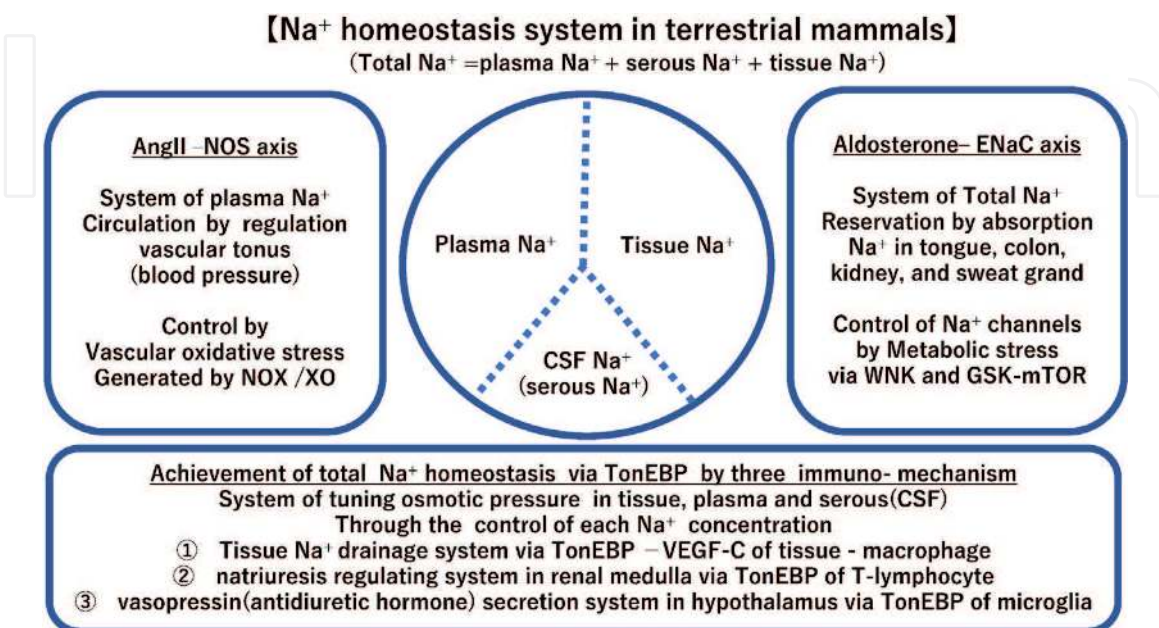 【Na⁺ homeostasis system in terrestrial mammals】
(Total Na⁺ =plasma Na⁺ + serous Na⁺ + tissue Na⁺)
AngII –NOS axis
System of plasma Na⁺
Circulation by regulation
vascular tonus
(blood pressure)
Control by
Vascular oxidative stress
Generated by NOX /XO
Plasma Na⁺
Tissue Na⁺
CSF Na⁺
(serous Na⁺)
Aldosterone– ENaC axis
System of Total Na⁺
Reservation by absorption
Na⁺ in tongue, colon,
kidney, and sweat grand
Control of Na⁺ channels
by Metabolic stress
via WNK and GSK-mTOR
Achievement of total Na⁺ homeostasis via TonEBP by three immuno- mechanism
System of tuning osmotic pressure in tissue, plasma and serous(CSF)
Through the control of each Na⁺ concentration
① Tissue Na⁺ drainage system via TonEBP – VEGF-C of tissue - macrophage
② natriuresis regulating system in renal medulla via TonEBP of T-lymphocyte
③ vasopressin(antidiuretic hormone) secretion system in hypothalamus via TonEBP of microglia